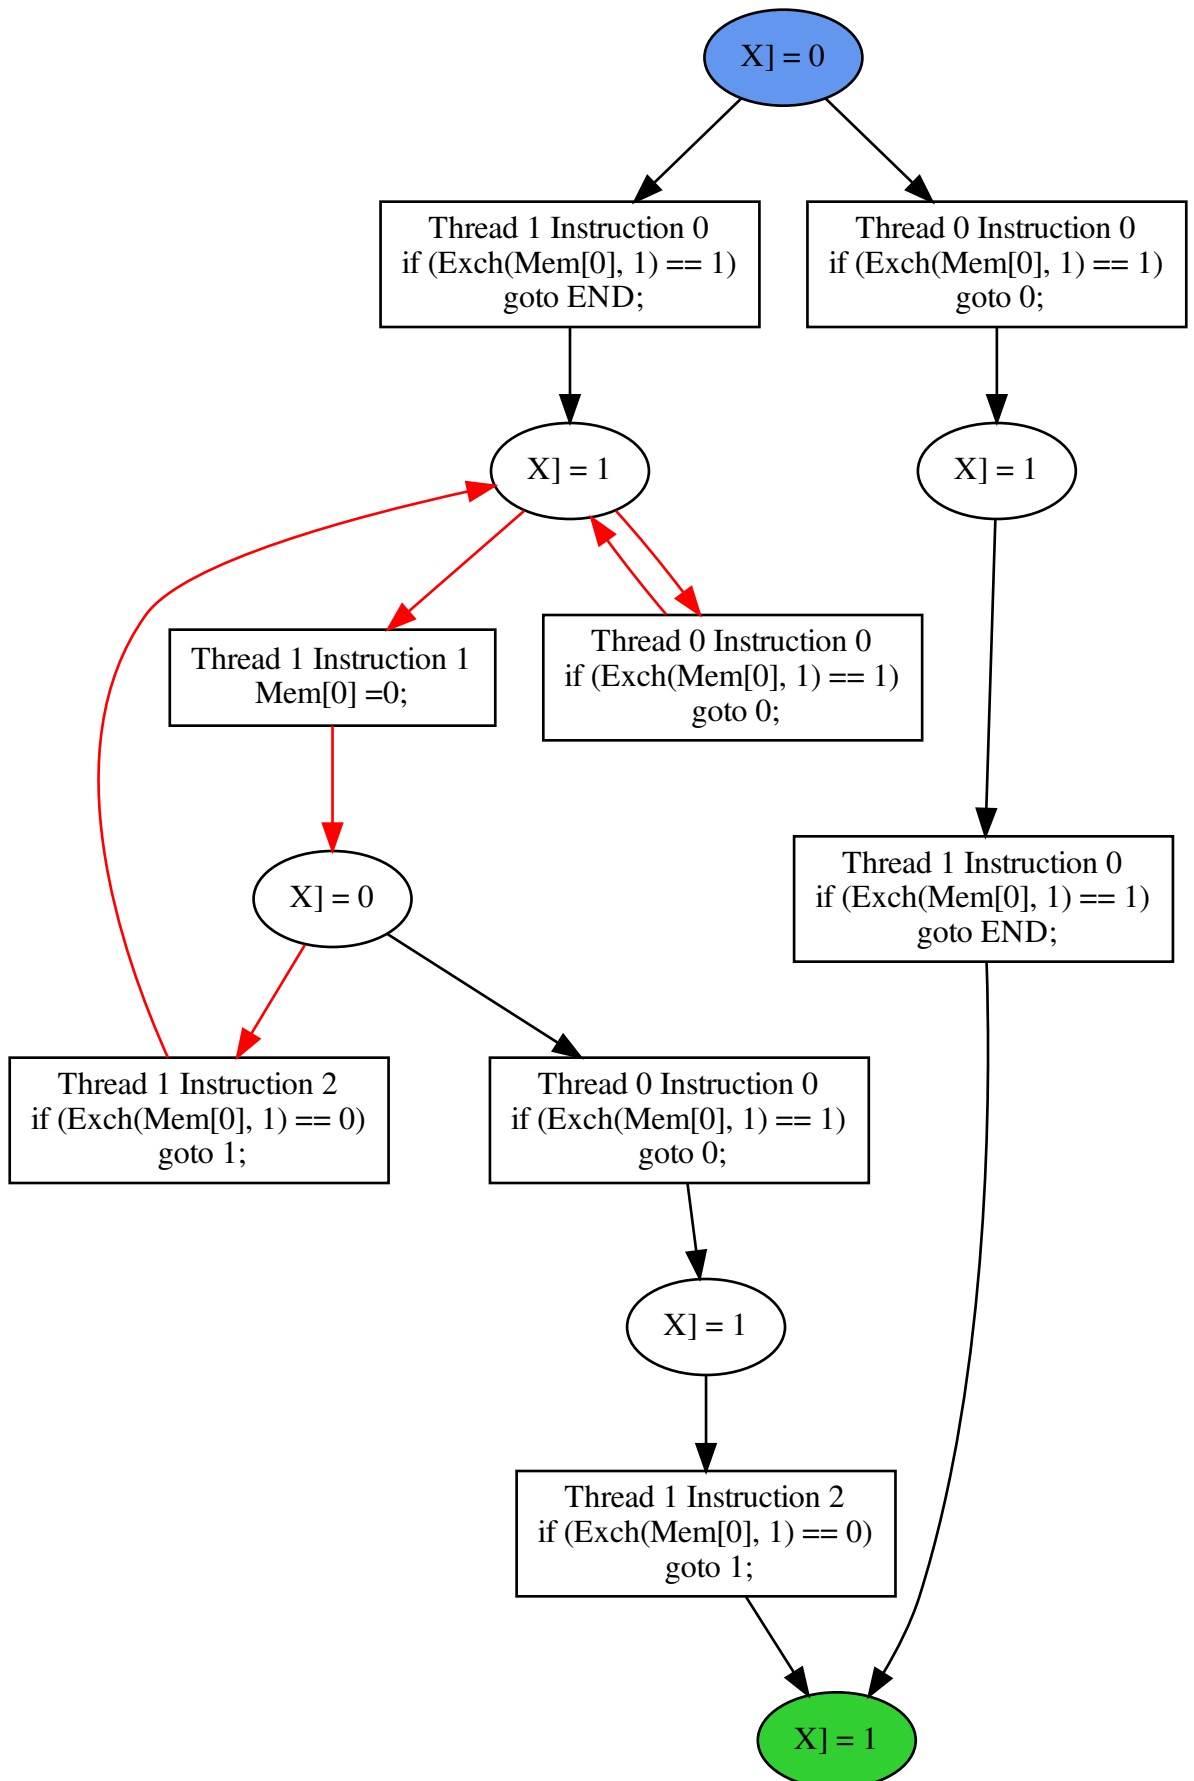 X] = 0
Thread 1 Instruction 0
if (Exch(Mem[0], 1) == 1)
goto END;
Thread 0 Instruction 0
if (Exch(Mem[0], 1) == 1)
goto 0;
X] = 1
X] = 1
Thread 1 Instruction 1
Mem[0] =0;
Thread 0 Instruction 0
if (Exch(Mem[0], 1) == 1)
goto 0;
X] = 0
Thread 1 Instruction 0
if (Exch(Mem[0], 1) == 1)
goto END;
Thread 1 Instruction 2
if (Exch(Mem[0], 1) == 0)
goto 1;
Thread 0 Instruction 0
if (Exch(Mem[0], 1) == 1)
goto 0;
X] = 1
Thread 1 Instruction 2
if (Exch(Mem[0], 1) == 0)
goto 1;
X] = 1